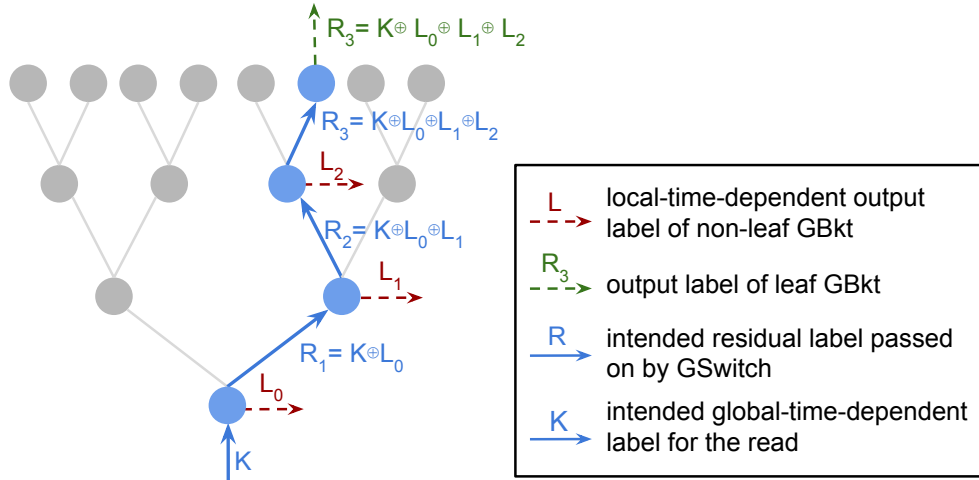 R₃= K⊕ L₀⊕ L₁⊕ L₂
R₃= K⊕L₀⊕L₁⊕L₂
L₂
R₂= K⊕L₀⊕L₁
L₁
R₁= K⊕L₀
L₀
K
L local-time-dependent output
label of non-leaf GBkt
R₃ output label of leaf GBkt
R intended residual label passed
on by GSwitch
K intended global-time-dependent
label for the read